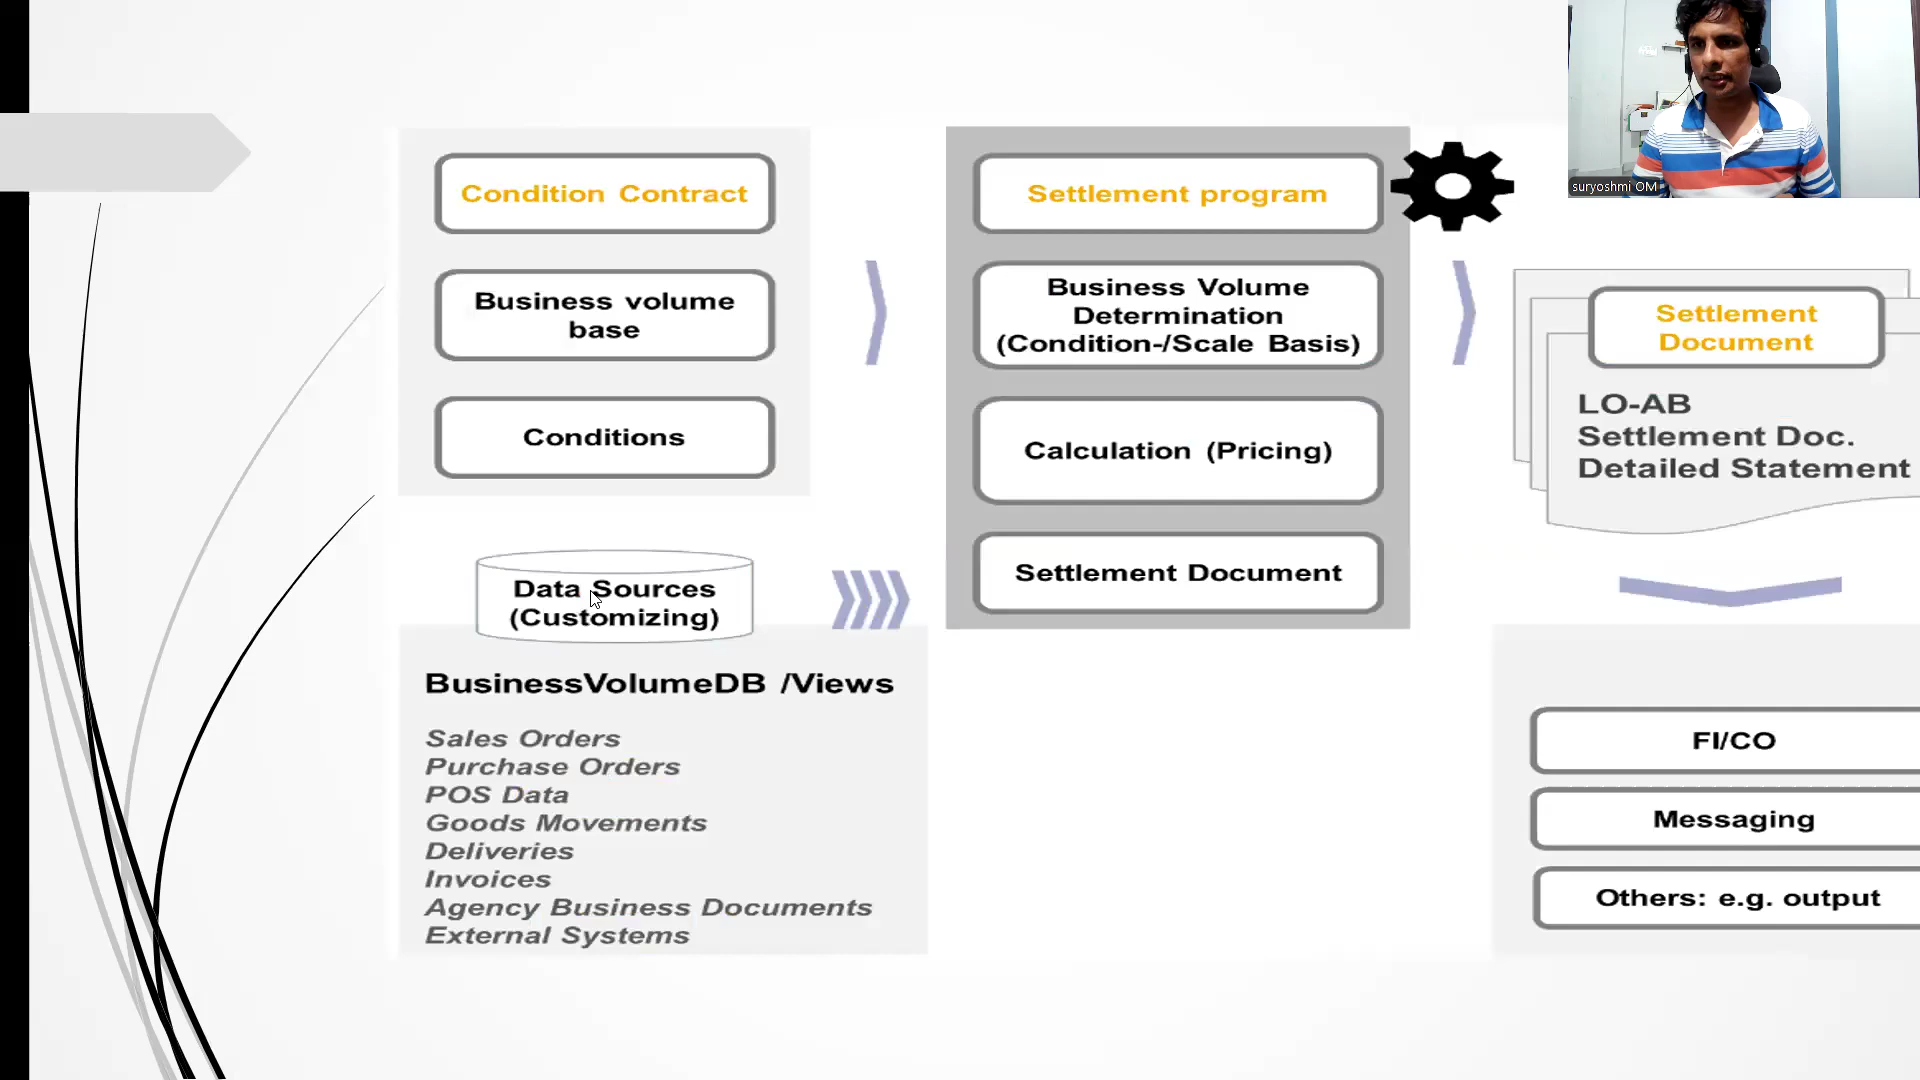 Condition Contract
Business volume
base
Conditions
Data Sources
(Customizing)
BusinessVolumeDB /Views
Sales Orders
Purchase Orders
POS Data
Goods Movements
Deliveries
Invoices
Agency Business Documents
External Systems
Settlement program
Business Volume
Determination
(Condition-/Scale Basis)
Calculation (Pricing)
Settlement Document
Settlement
Document
LO-AB
Settlement Doc.
Detailed Statement
FI/CO
Messaging
Others: e.g. output
suryoshmi OM